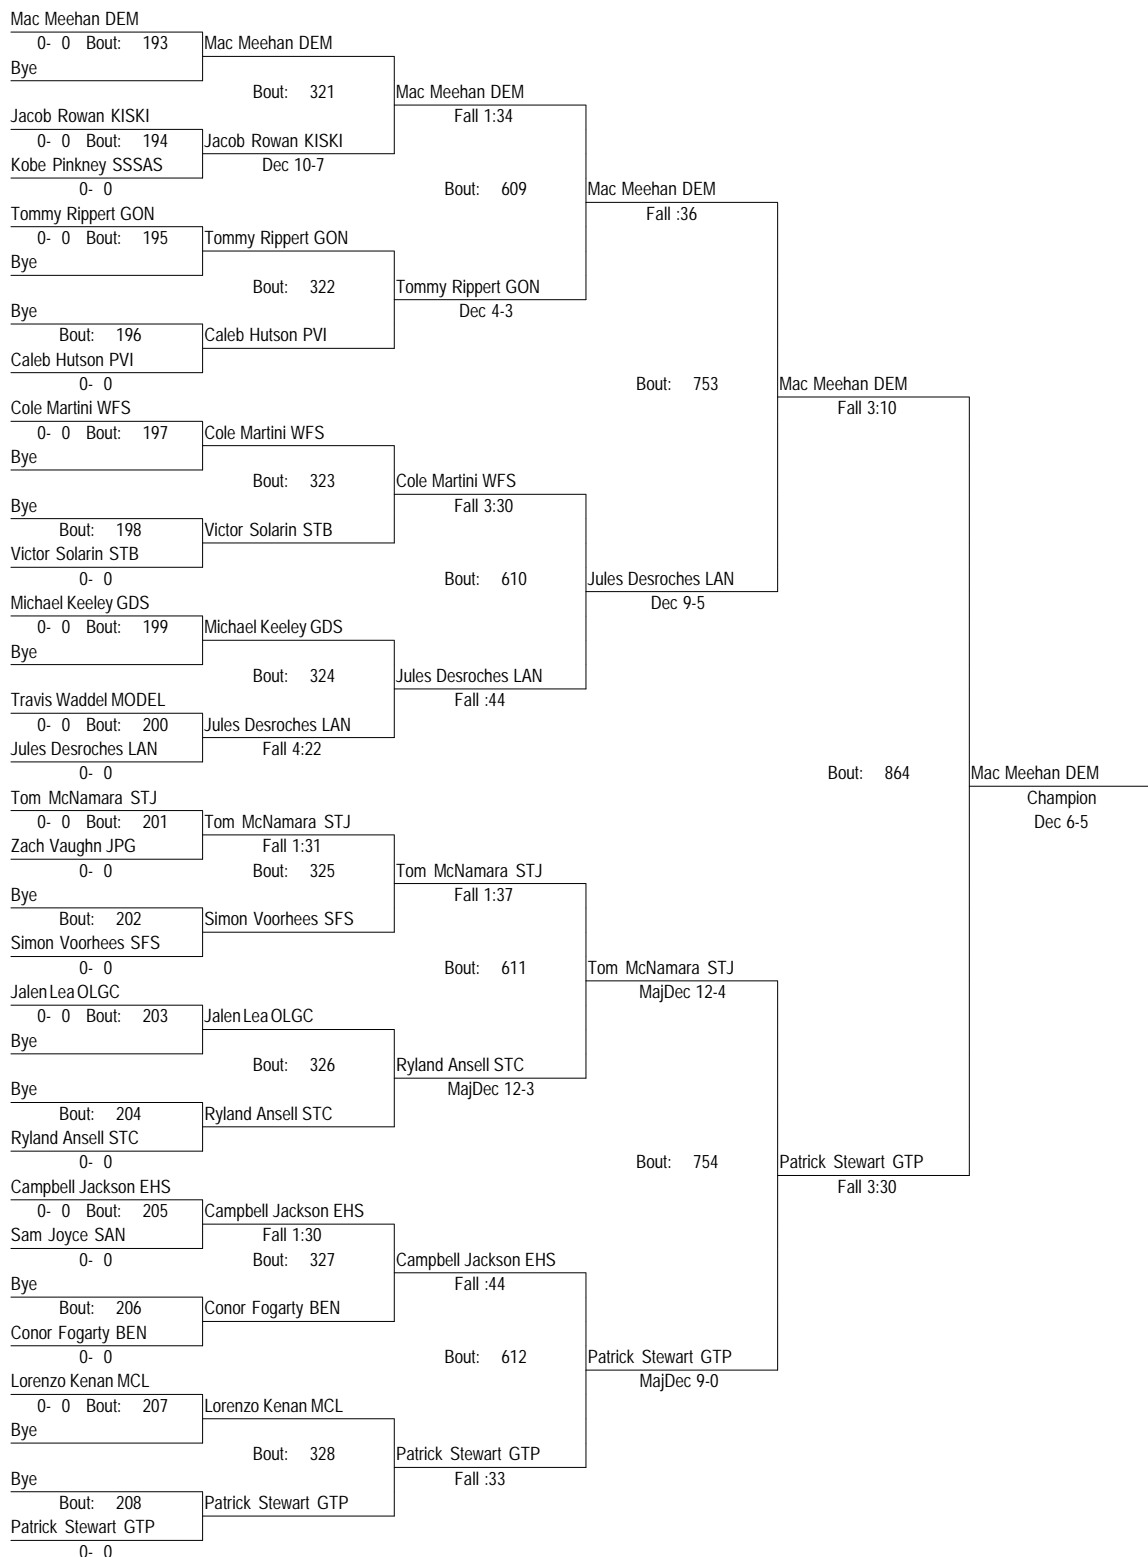 Mac Meehan DEM
0- 0 Bout: 193 Mac Meehan DEM
Bye
Bout: 321 Mac Meehan DEM
Jacob Rowan KISKI Fall 1:34
0- 0 Bout: 194 Jacob Rowan KISKI
Kobe Pinkney SSSAS Dec 10-7
0- 0 Bout: 609 Mac Meehan DEM
Tommy Rippert GON Fall :36
0- 0 Bout: 195 Tommy Rippert GON
Bye
Bout: 322 Tommy Rippert GON
Bye Dec 4-3
Bout: 196 Caleb Hutson PVI
Caleb Hutson PVI
0- 0 Bout: 753 Mac Meehan DEM
Cole Martini WFS Fall 3:10
0- 0 Bout: 197 Cole Martini WFS
Bye
Bout: 323 Cole Martini WFS
Bye Fall 3:30
Bout: 198 Victor Solarin STB
Victor Solarin STB
0- 0 Bout: 610 Jules Desroches LAN
Michael Keeley GDS Dec 9-5
0- 0 Bout: 199 Michael Keeley GDS
Bye
Bout: 324 Jules Desroches LAN
Travis Waddel MODEL Fall :44
0- 0 Bout: 200 Jules Desroches LAN
Jules Desroches LAN Fall 4:22
0- 0 Bout: 864 Mac Meehan DEM
Tom McNamara STJ Champion
0- 0 Bout: 201 Tom McNamara STJ Dec 6-5
Zach Vaughn JPG Fall 1:31
0- 0 Bout: 325 Tom McNamara STJ
Bye Fall 1:37
Bout: 202 Simon Voorhees SFS
Simon Voorhees SFS
0- 0 Bout: 611 Tom McNamara STJ
Jalen Lea OLGC MajDec 12-4
0- 0 Bout: 203 Jalen Lea OLGC
Bye
Bout: 326 Ryland Ansell STC
Bye MajDec 12-3
Bout: 204 Ryland Ansell STC
Ryland Ansell STC
0- 0 Bout: 754 Patrick Stewart GTP
Campbell Jackson EHS Fall 3:30
0- 0 Bout: 205 Campbell Jackson EHS
Sam Joyce SAN Fall 1:30
0- 0 Bout: 327 Campbell Jackson EHS
Bye Fall :44
Bout: 206 Conor Fogarty BEN
Conor Fogarty BEN
0- 0 Bout: 612 Patrick Stewart GTP
Lorenzo Kenan MCL MajDec 9-0
0- 0 Bout: 207 Lorenzo Kenan MCL
Bye
Bout: 328 Patrick Stewart GTP
Bye Fall :33
Bout: 208 Patrick Stewart GTP
Patrick Stewart GTP
0- 0